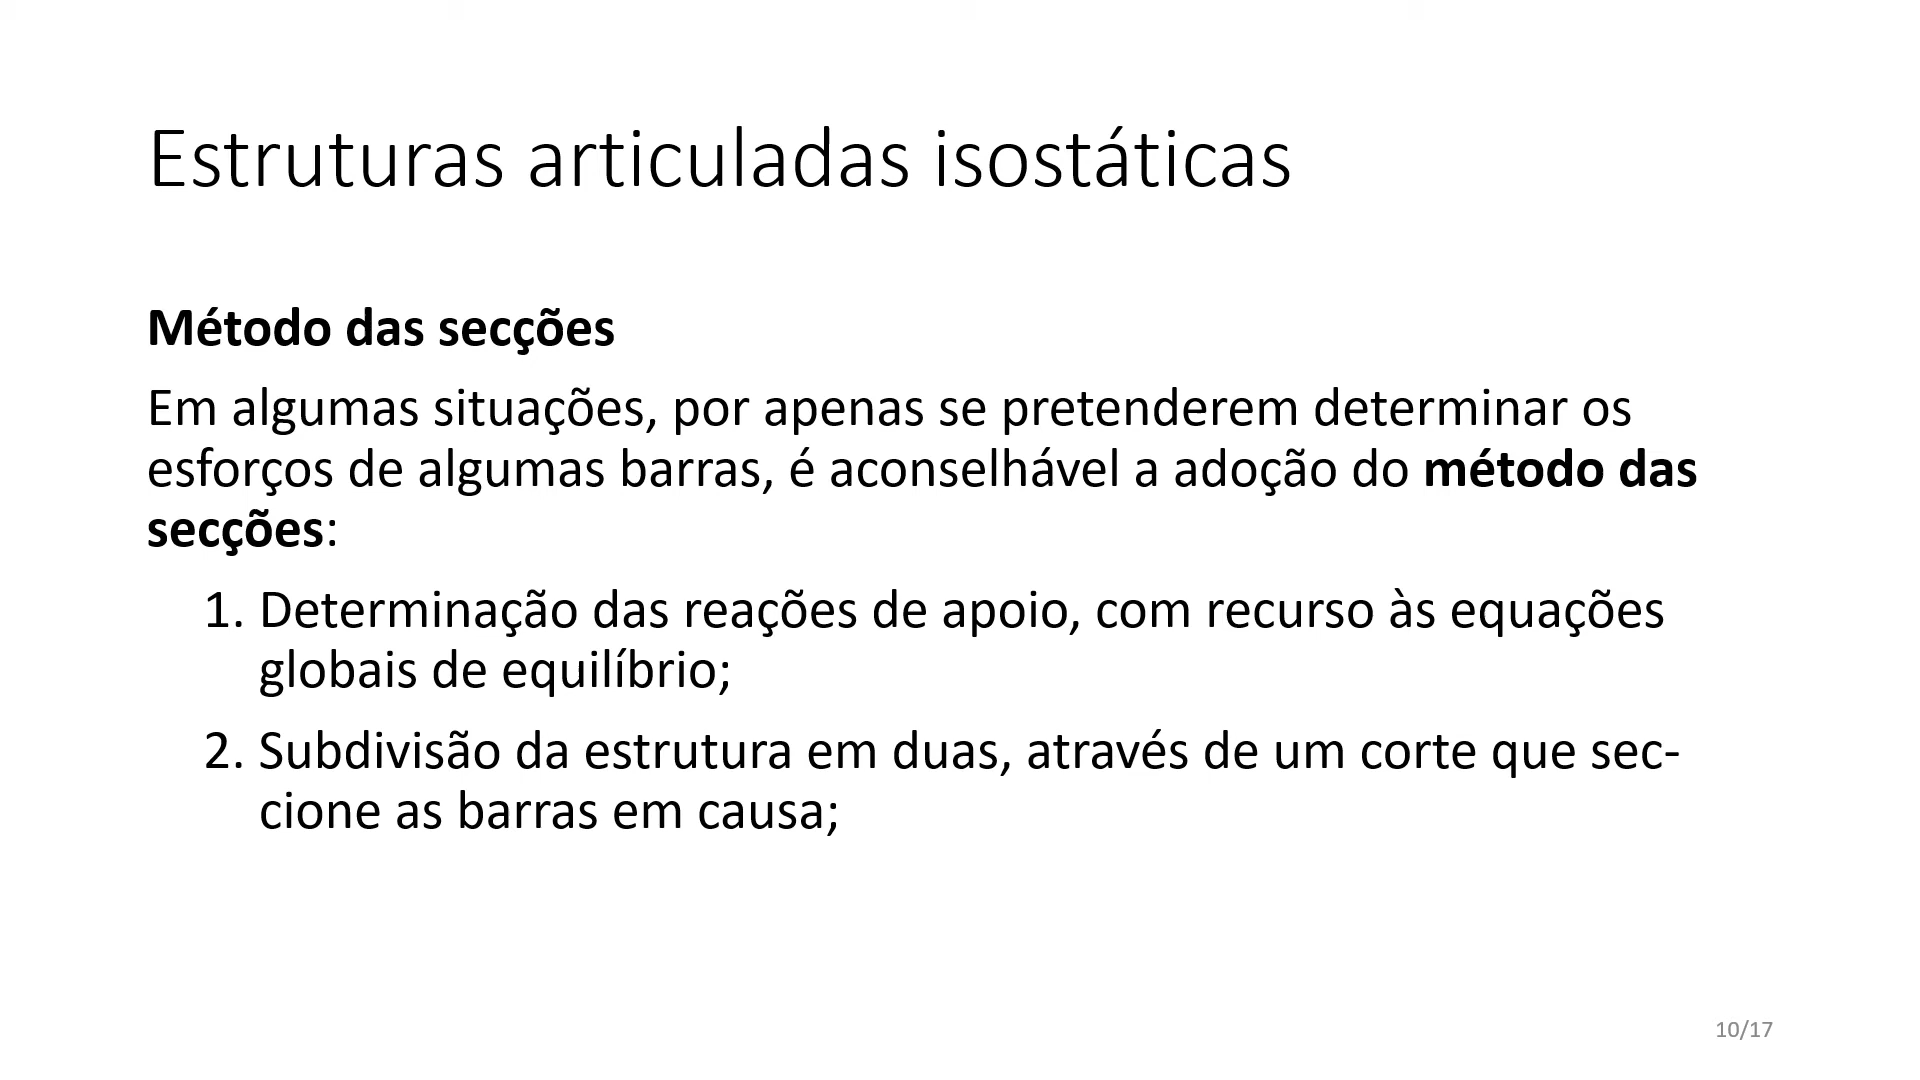 Estruturas articuladas isostáticas
Método das secções
Em algumas situações, por apenas se pretenderem determinar os
esforços de algumas barras, é aconselhável a adoção do método das
secções:
1. Determinação das reações de apoio, com recurso às equações
globais de equilíbrio;
2. Subdivisão da estrutura em duas, através de um corte que sec-
cione as barras em causa;
10/17